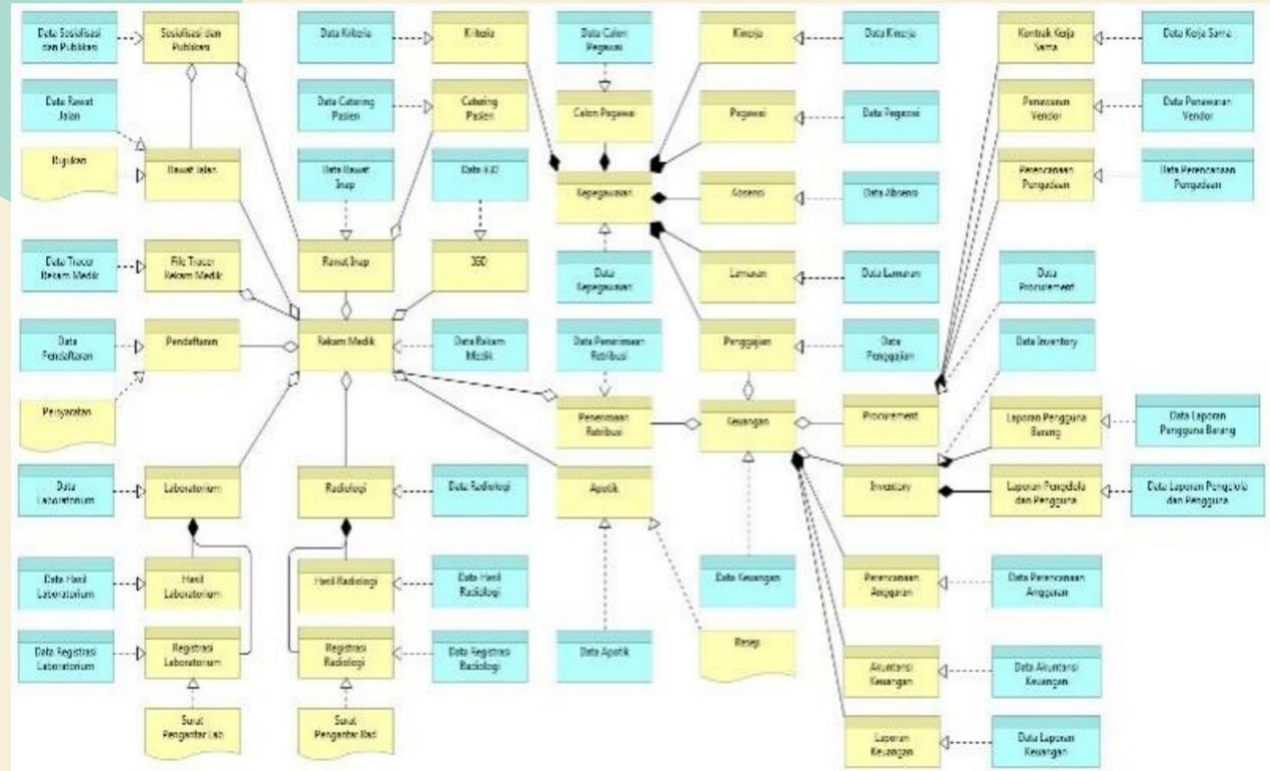 Data Sosialisasi
dan Publikasi
Sosialisasi dan
Publikasi
Data Kriteria
Kriteria
Data Calon
Pegawai
Kinerja
Data Kinerja
Kontrak Kerja
Sama
Data Kerja Sama
Data Rawat
Jalan
Data Catering
Pasien
Catering
Pasien
Calon Pegawai
Pegawai
Data Pegawai
Penawaran
Vendor
Data Penawaran
Vendor
Rujukan
Rawat Jalan
Data Rawat
Inap
Data IGD
Kepegawaian
Absensi
Data Absensi
Perencanaan
Pengadaan
Data Perencanaan
Pengadaan
Data Tracer
Rekam Medik
File Tracer
Rekam Medik
Rawat Inap
IGD
Data
Kepegawaian
Lamaran
Data Lamaran
Data
Procurement
Data
Pendaftaran
Pendaftaran
Rekam Medik
Data Rekam
Medik
Data Penerimaan
Retribusi
Penggajian
Data
Penggajian
Data Inventory
Persyaratan
Penerimaan
Retribusi
Keuangan
Procurement
Laporan Pengguna
Barang
Data Laporan
Pengguna Barang
Data
Laboratorium
Laboratorium
Radiologi
Data Radiologi
Apotik
Inventory
Laporan Pengelola
dan Pengguna
Data Laporan Pengelola
dan Pengguna
Data Hasil
Laboratorium
Hasil
Laboratorium
Hasil Radiologi
Data Hasil
Radiologi
Data Keuangan
Perencanaan
Anggaran
Data Perencanaan
Anggaran
Data Registrasi
Laboratorium
Registrasi
Laboratorium
Registrasi
Radiologi
Data Registrasi
Radiologi
Data Apotik
Resep
Akuntansi
Keuangan
Data Akuntansi
Keuangan
Surat
Pengantar Lab
Surat
Pengantar Rad
Laporan
Keuangan
Data Laporan
Keuangan